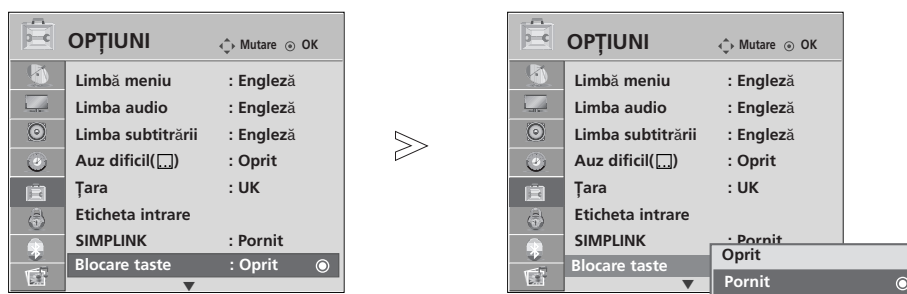 OPȚIUNI Mutare OK
Limbă meniu : Engleză
Limba audio : Engleză
Limba subtitrării : Engleză
Auz dificil( ) : Oprit
Țara : UK
Eticheta intrare
SIMPLINK : Pornit
Blocare taste : Oprit
OPȚIUNI Mutare OK
Limbă meniu : Engleză
Limba audio : Engleză
Limba subtitrării : Engleză
Auz dificil( ) : Oprit
Țara : UK
Eticheta intrare
SIMPLINK : Pornit
Blocare taste
Oprit
Pornit